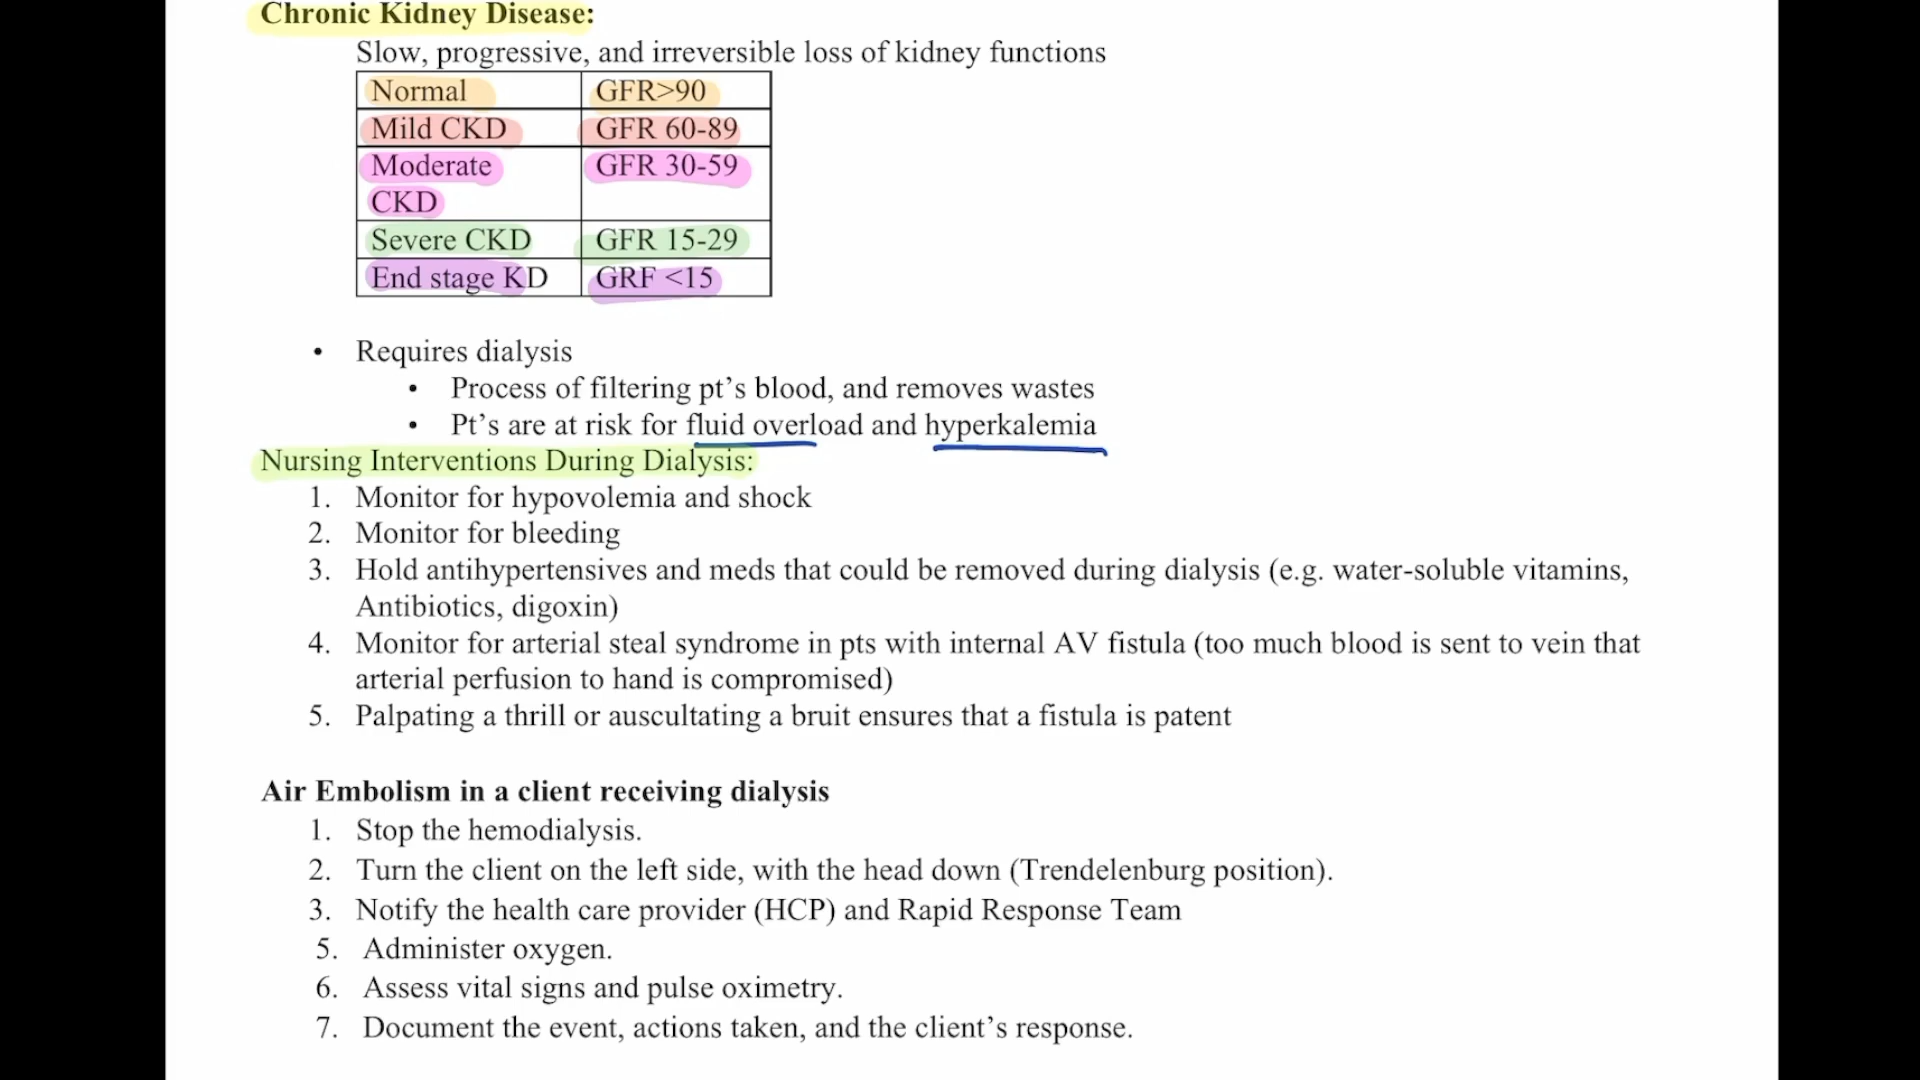 Chronic Kidney Disease:
Slow, progressive, and irreversible loss of kidney functions
Normal GFR>90
Mild CKD GFR 60-89
Moderate GFR 30-59
CKD
Severe CKD GFR 15-29
End stage KD GRF <15
• Requires dialysis
• Process of filtering pt’s blood, and removes wastes
• Pt’s are at risk for fluid overload and hyperkalemia
Nursing Interventions During Dialysis:
1. Monitor for hypovolemia and shock
2. Monitor for bleeding
3. Hold antihypertensives and meds that could be removed during dialysis (e.g. water-soluble vitamins,
Antibiotics, digoxin)
4. Monitor for arterial steal syndrome in pts with internal AV fistula (too much blood is sent to vein that
arterial perfusion to hand is compromised)
5. Palpating a thrill or auscultating a bruit ensures that a fistula is patent
Air Embolism in a client receiving dialysis
1. Stop the hemodialysis.
2. Turn the client on the left side, with the head down (Trendelenburg position).
3. Notify the health care provider (HCP) and Rapid Response Team
5. Administer oxygen.
6. Assess vital signs and pulse oximetry.
7. Document the event, actions taken, and the client’s response.